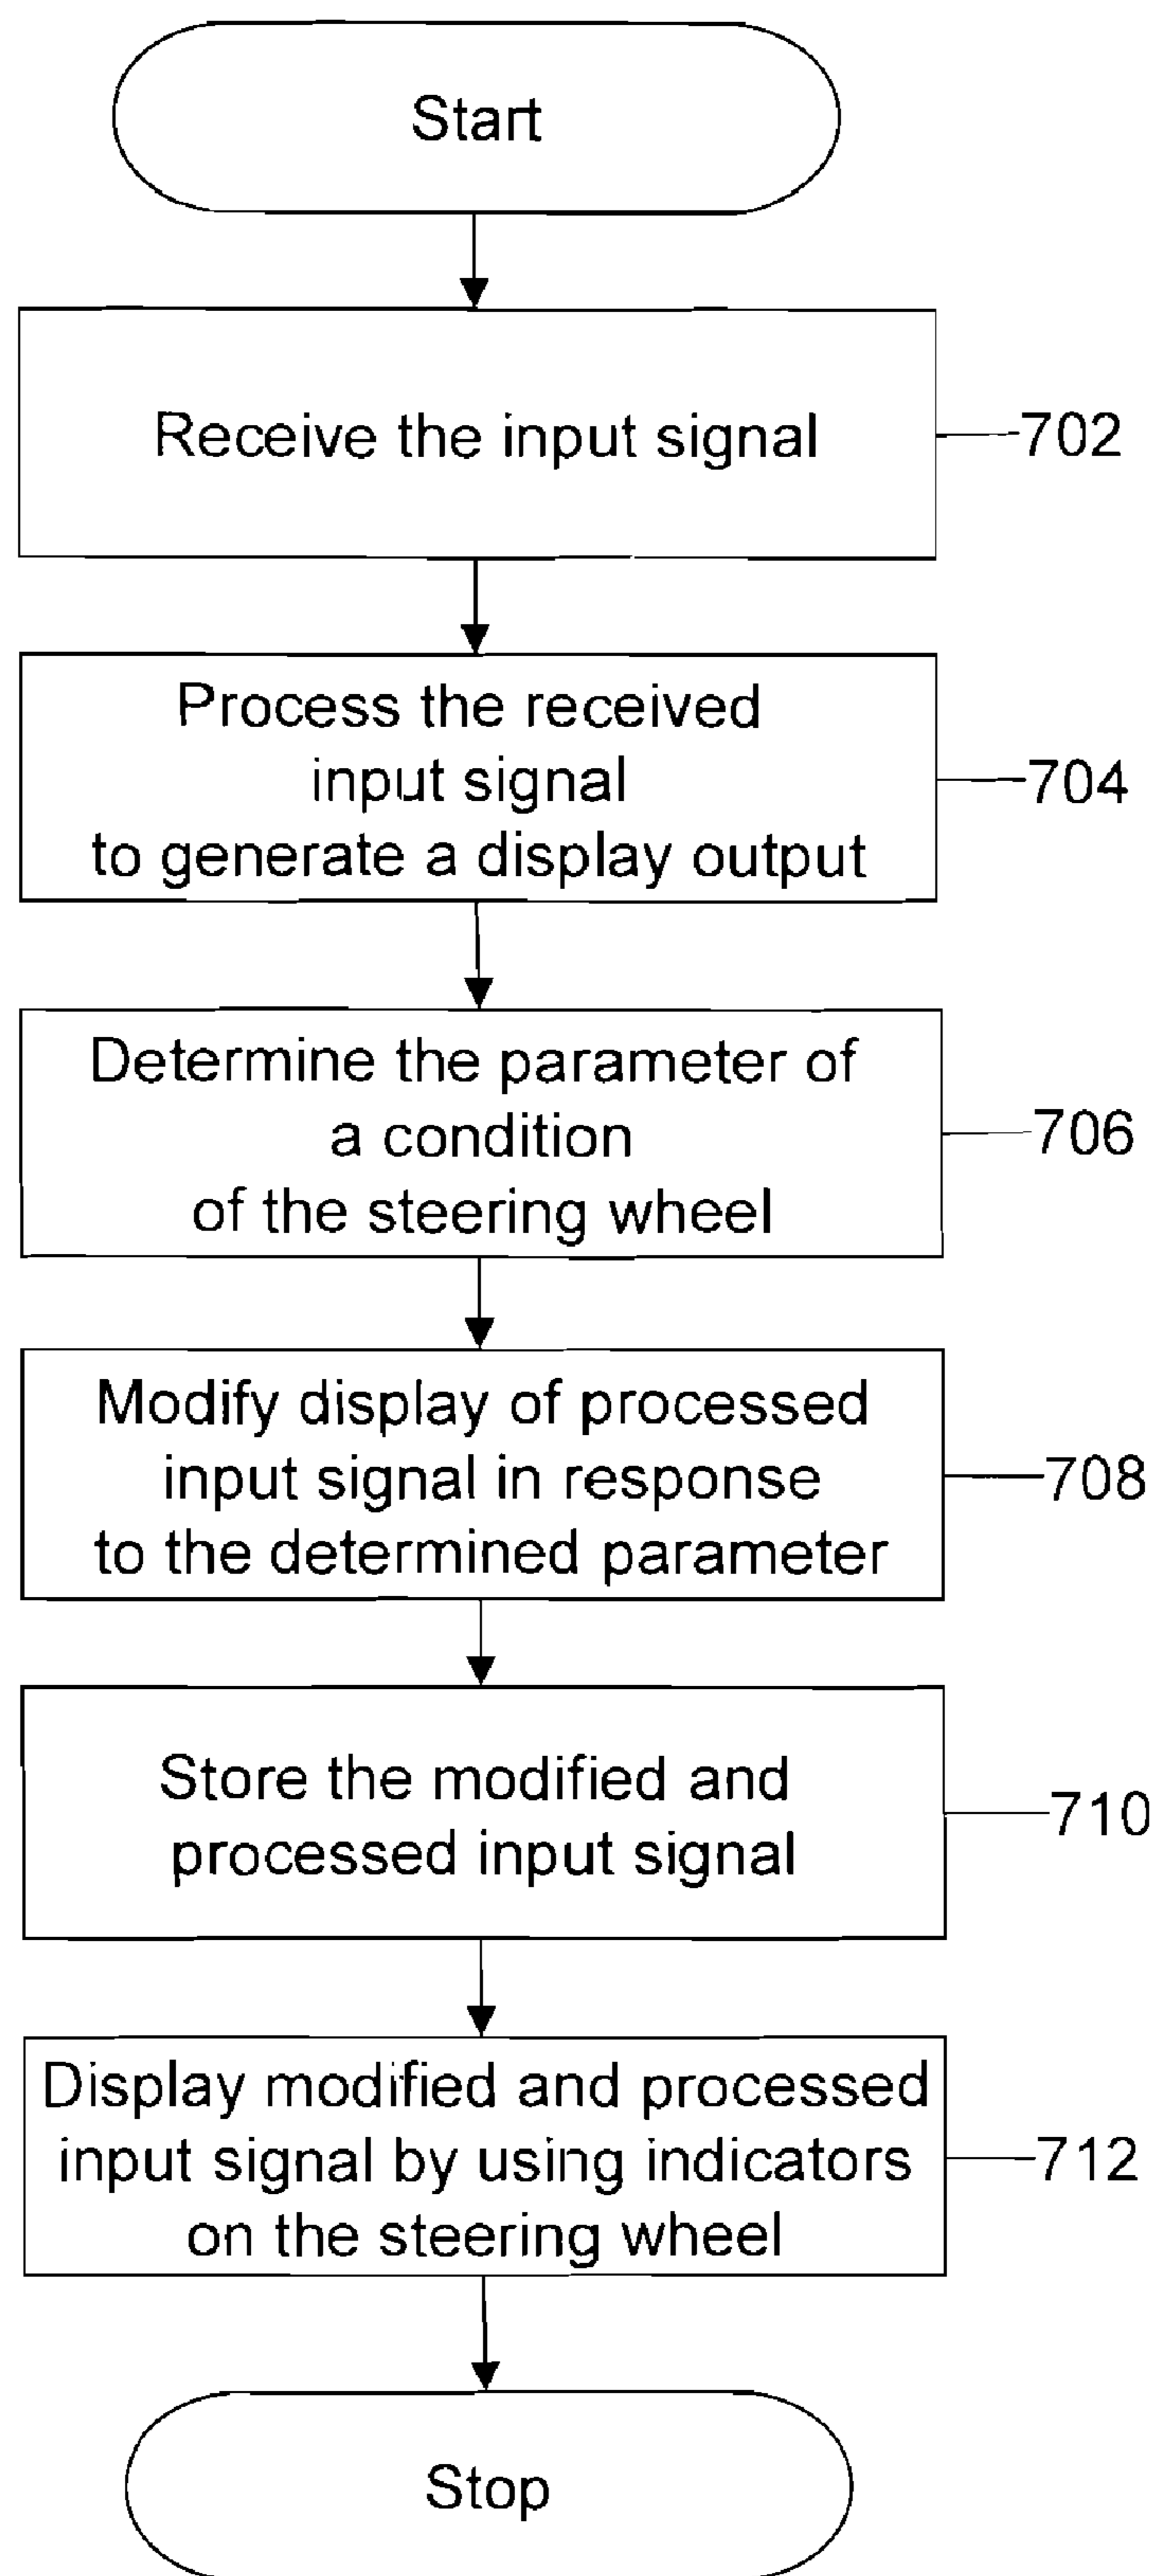 Start
Receive the input signal
702
Process the received
input signal
to generate a display output
704
Determine the parameter of
a condition
of the steering wheel
706
Modify display of processed
input signal in response
to the determined parameter
708
Store the modified and
processed input signal
710
Display modified and processed
input signal by using indicators
on the steering wheel
712
Stop